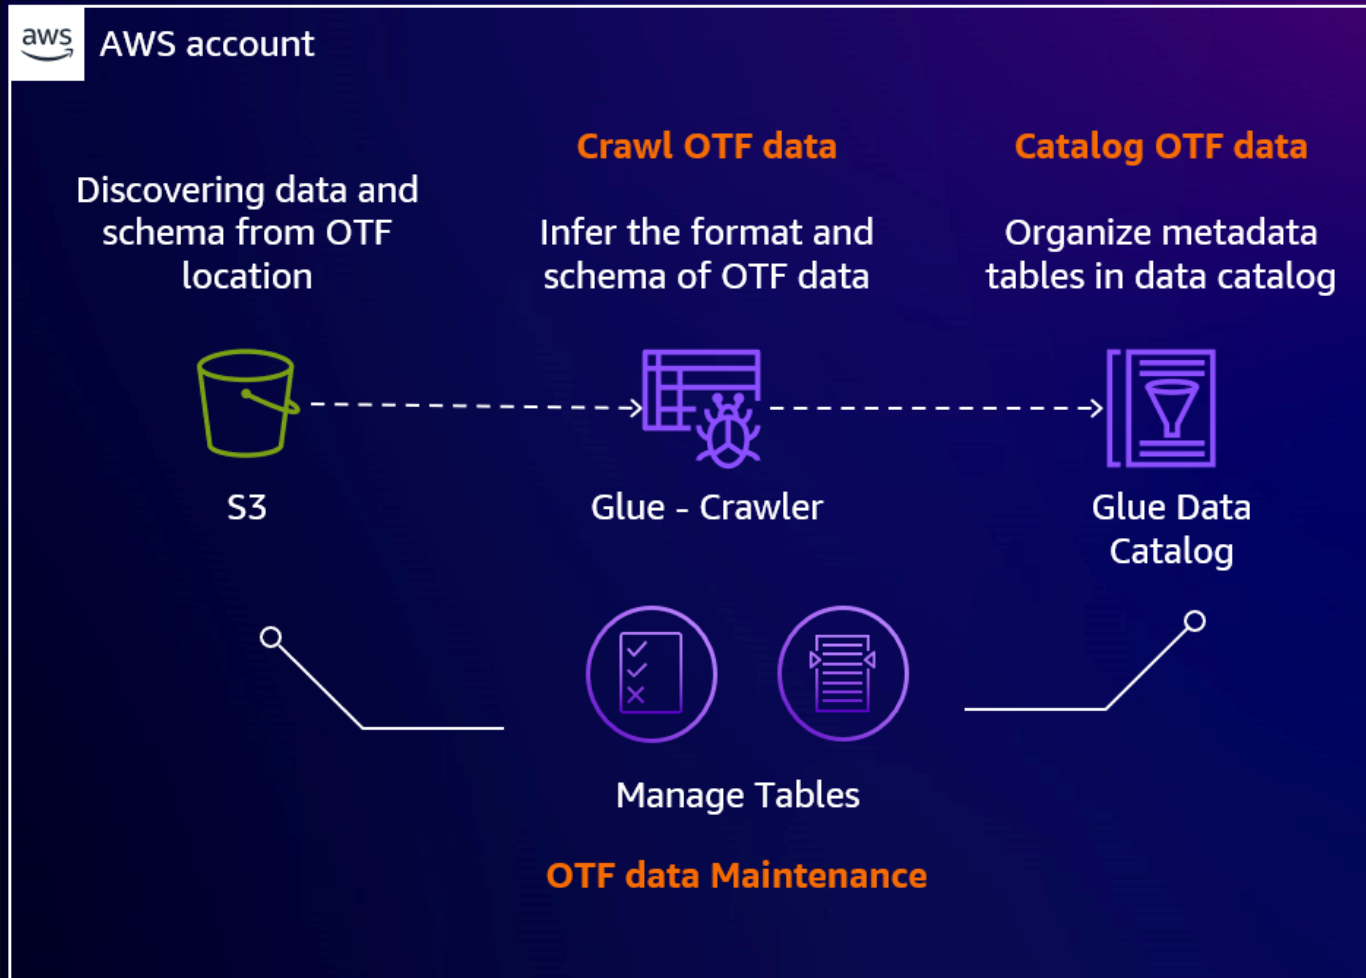 aws
AWS account
Crawl OTF data
Catalog OTF data
Discovering data and
schema from OTF
location
Infer the format and
schema of OTF data
Organize metadata
tables in data catalog
S3
Glue - Crawler
Glue Data
Catalog
Manage Tables
OTF data Maintenance